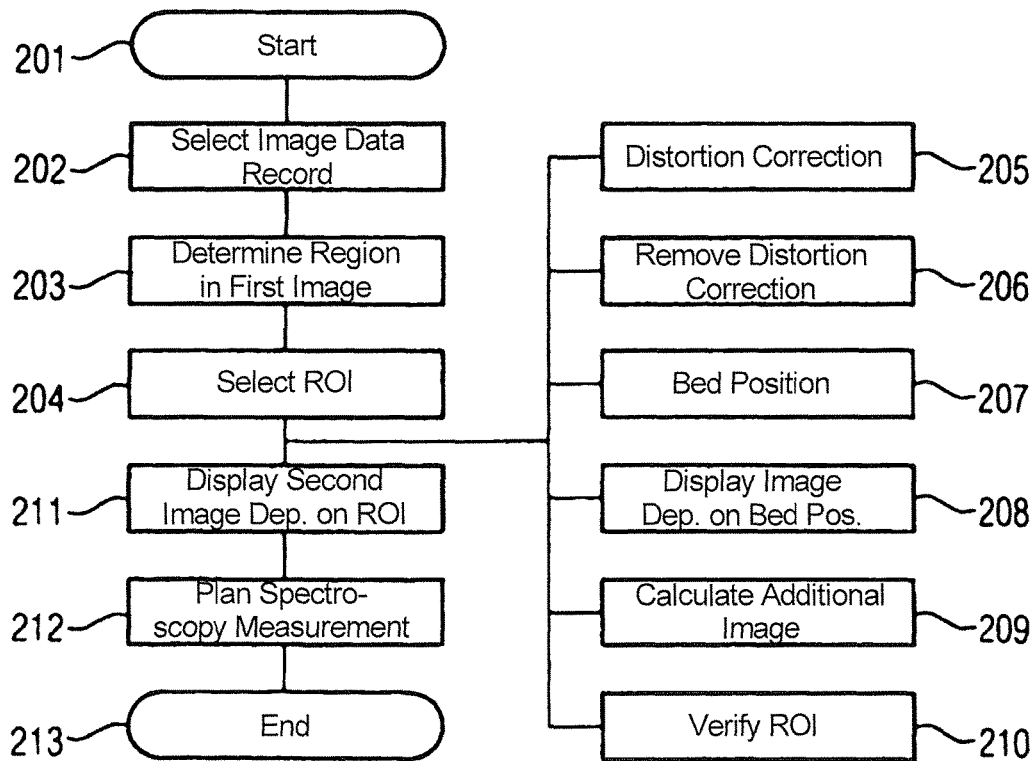 201
Start
202
Select Image Data
Record
203
Determine Region
in First Image
204
Select ROI
211
Display Second
Image Dep. on ROI
212
Plan Spectro-
scopy Measurement
213
End
Distortion Correction
205
Remove Distortion
Correction
206
Bed Position
207
Display Image
Dep. on Bed Pos.
208
Calculate Additional
Image
209
Verify ROI
210